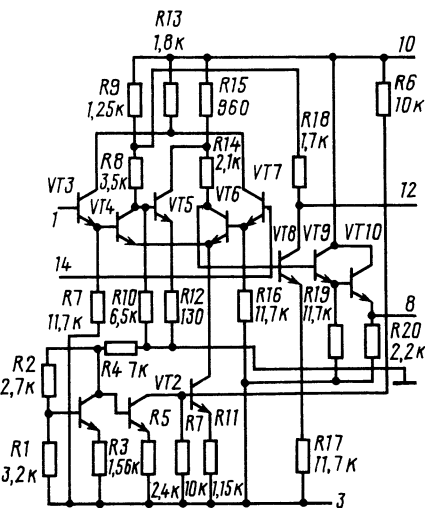 R13
1,8к
10
R9
1,25к
R15
960
R6
10к
R18
1,7к
R8
3,5к
R14
2,1к
VT7
VT3
VT4
VT5
VT6
12
1
VT8
VT9
VT10
14
R7
11,7к
R10
6,5к
R12
130
R16
11,7к
R19
11,7к
8
R20
2,2к
R2
2,7к
R4 7к
VT2
R5
R7
R11
R1
3,2к
R3
1,56к
R17
11,7к
2,4к
10к
1,15к
3